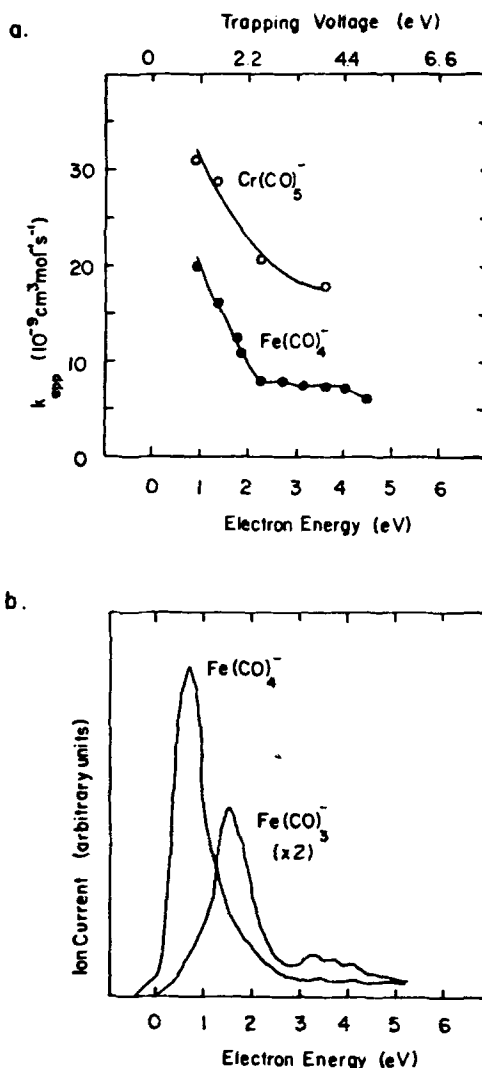 a.
Trapping Voltage (eV)
0 2.2 4.4 6.6
30
20
10
0
k_app (10⁻⁹cm³mol⁻¹s⁻¹)
Cr(CO)₅⁻
Fe(CO)₄⁻
0 1 2 3 4 5 6
Electron Energy (eV)
b.
Ion Current (arbitrary units)
Fe(CO)₄⁻
Fe(CO)₃⁻
(x2)
0 1 2 3 4 5 6
Electron Energy (eV)